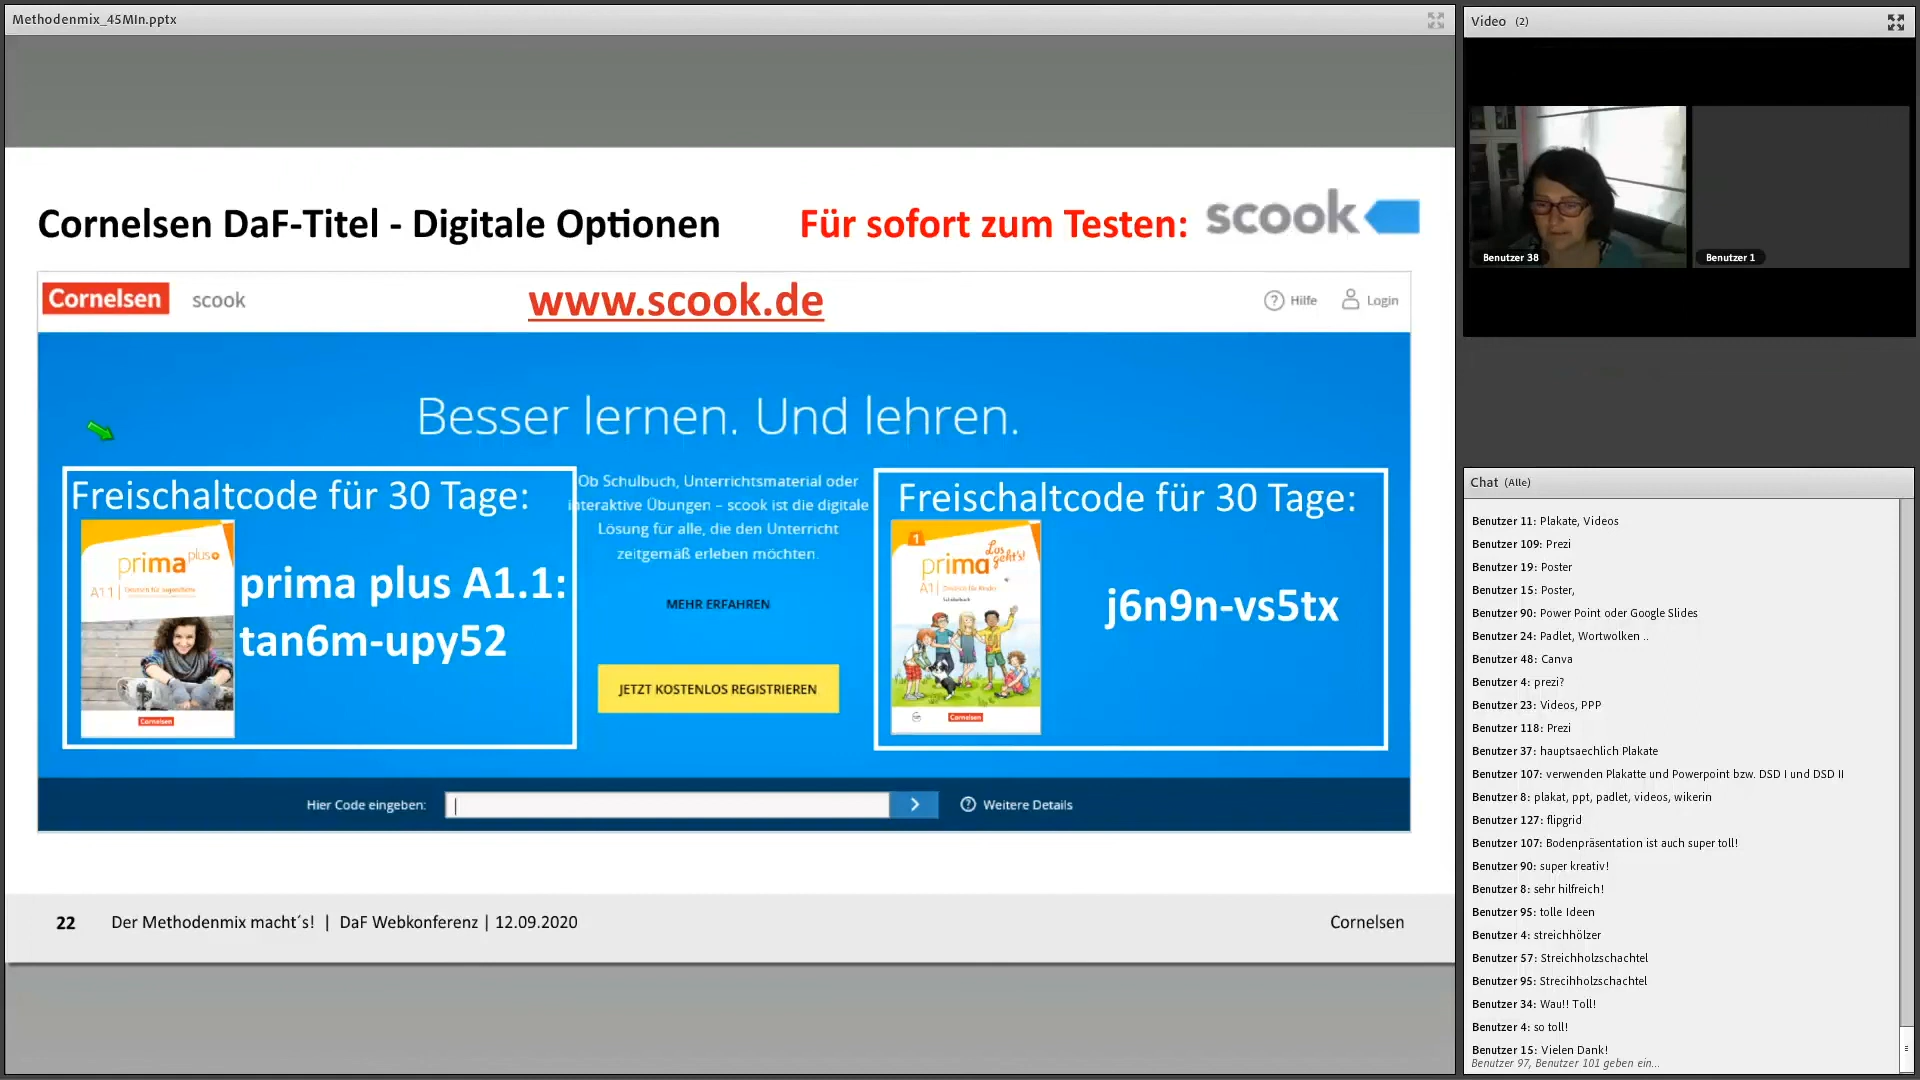 Methodenmix_45MIn.pptx
Cornelsen DaF-Titel - Digitale Optionen
Für sofort zum Testen:
scook
Cornelsen
scook
www.scook.de
Hilfe
Login
Besser lernen. Und lehren.
Freischaltcode für 30 Tage:
prima plus
A1.1 Deutsch für Jugendliche
Cornelsen
prima plus A1.1:
tan6m-upy52
Ob Schulbuch, Unterrichtsmaterial oder
interaktive Übungen – scook ist die digitale
Lösung für alle, die den Unterricht
zeitgemäß erleben möchten.
MEHR ERFAHREN
JETZT KOSTENLOS REGISTRIEREN
Freischaltcode für 30 Tage:
1
prima Los geht's!
A1 Deutsch für Kinder
Cornelsen
j6n9n-vs5tx
Hier Code eingeben:
Weitere Details
22 Der Methodenmix macht´s! | DaF Webkonferenz | 12.09.2020
Cornelsen
Video (2)
Benutzer 38
Benutzer 1
Chat (Alle)
Benutzer 11: Plakate, Videos
Benutzer 109: Prezi
Benutzer 19: Poster
Benutzer 15: Poster,
Benutzer 90: Power Point oder Google Slides
Benutzer 24: Padlet, Wortwolken ..
Benutzer 48: Canva
Benutzer 4: prezi?
Benutzer 23: Videos, PPP
Benutzer 118: Prezi
Benutzer 37: hauptsaechlich Plakate
Benutzer 107: verwenden Plakatte und Powerpoint bzw. DSD I und DSD II
Benutzer 8: plakat, ppt, padlet, videos, wikerin
Benutzer 127: flipgrid
Benutzer 107: Bodenpräsentation ist auch super toll!
Benutzer 90: super kreativ!
Benutzer 8: sehr hilfreich!
Benutzer 95: tolle Ideen
Benutzer 4: streichhölzer
Benutzer 57: Streichholzschachtel
Benutzer 95: Strecihholzschachtel
Benutzer 34: Wau!! Toll!
Benutzer 4: so toll!
Benutzer 15: Vielen Dank!
Benutzer 97, Benutzer 101 geben ein...